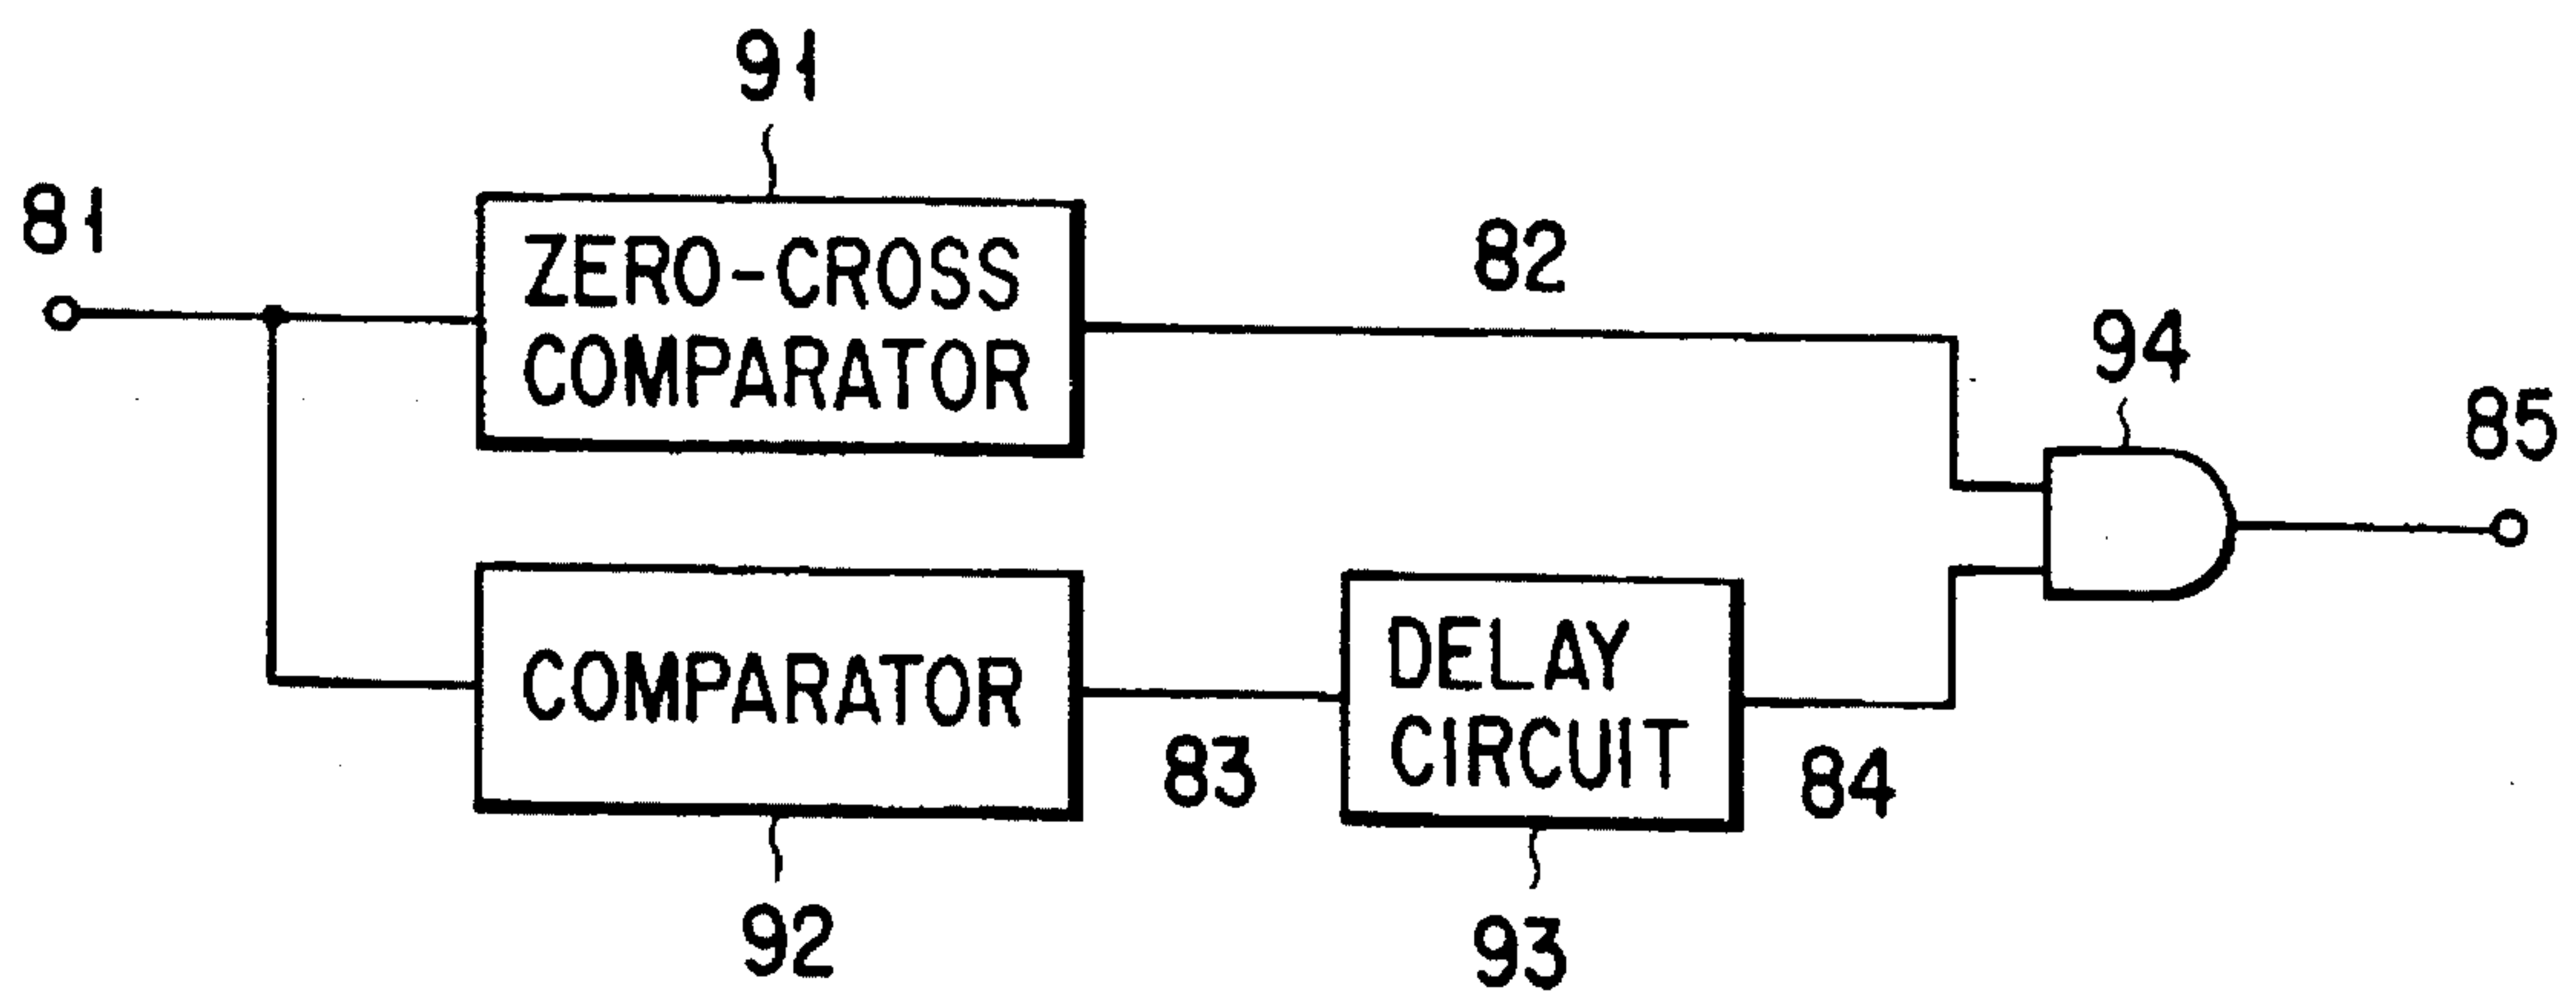 91
81
ZERO-CROSS
COMPARATOR
82
94
85
COMPARATOR
83
DELAY
CIRCUIT
84
92
93